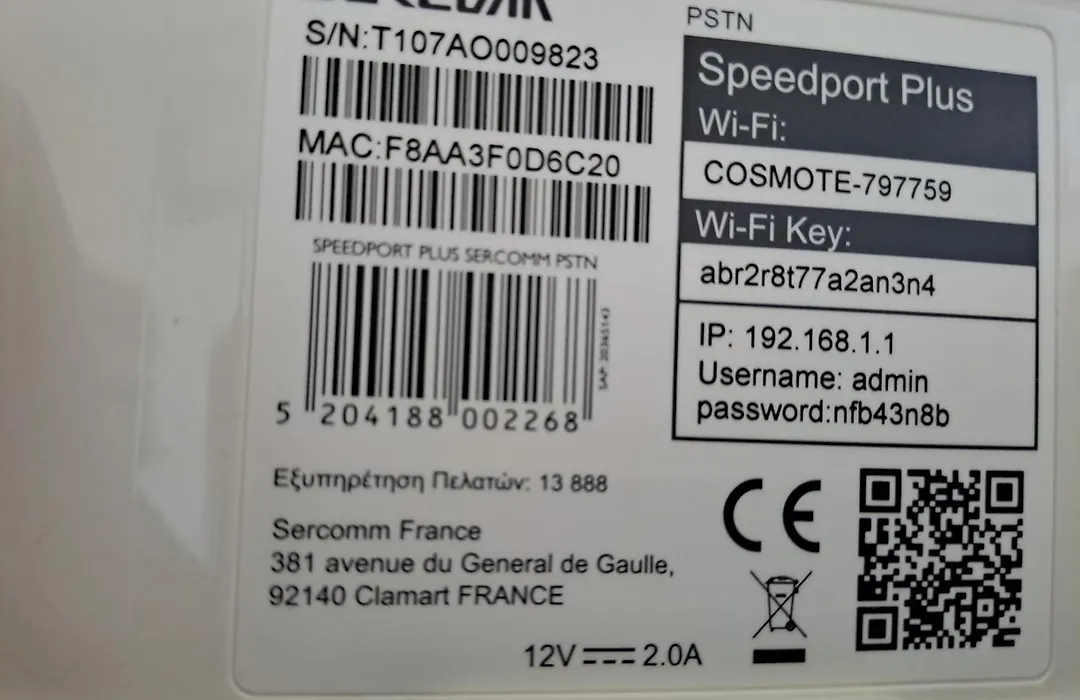 S/N:T107AO009823
MAC:F8AA3F0D6C20
SPEEDPORT PLUS SERCOMM PSTN
5 204188 002268
Εξυπηρέτηση Πελατών: 13 888
Sercomm France
381 avenue du General de Gaulle,
92140 Clamart FRANCE
12V 2.0A
PSTN
Speedport Plus
Wi-Fi:
COSMOTE-797759
Wi-Fi Key:
abr2r8t77a2an3n4
IP: 192.168.1.1
Username: admin
password:nfb43n8b
CE